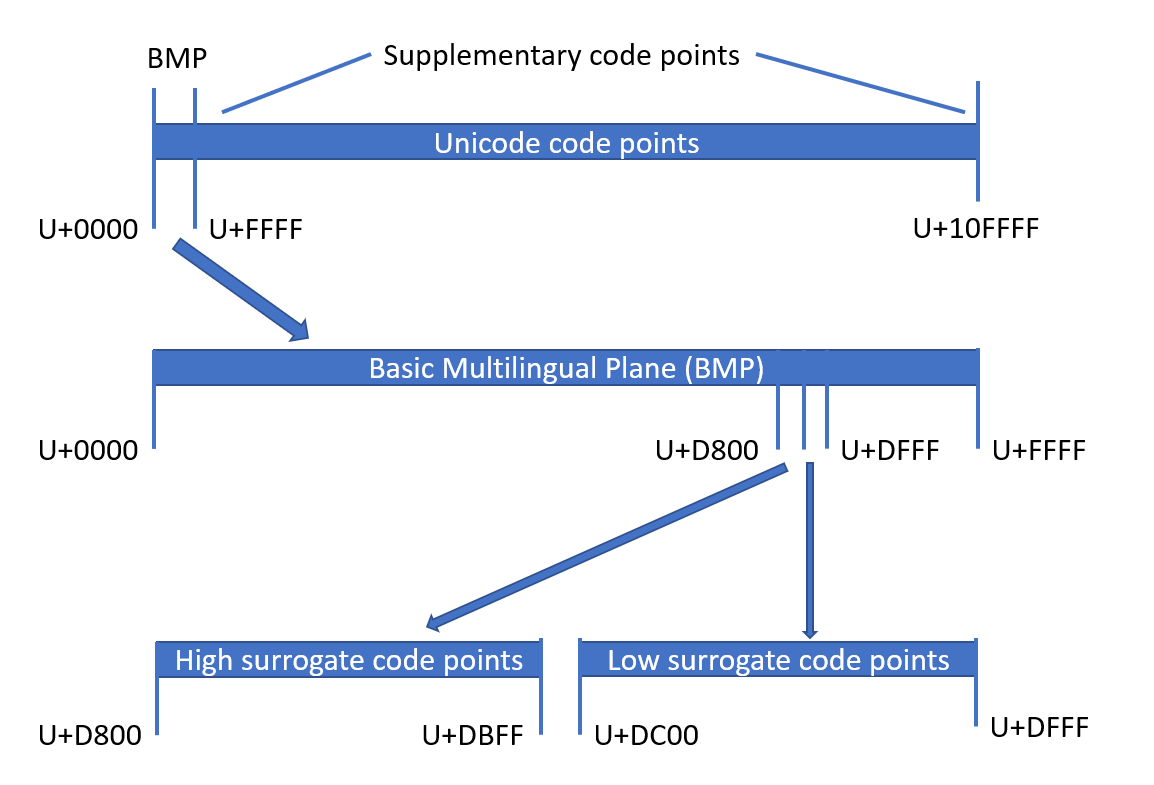 BMP
Supplementary code points
Unicode code points
U+0000
U+FFFF
U+10FFFF
Basic Multilingual Plane (BMP)
U+0000
U+D800
U+DFFF
U+FFFF
High surrogate code points
Low surrogate code points
U+D800
U+DBFF
U+DC00
U+DFFF